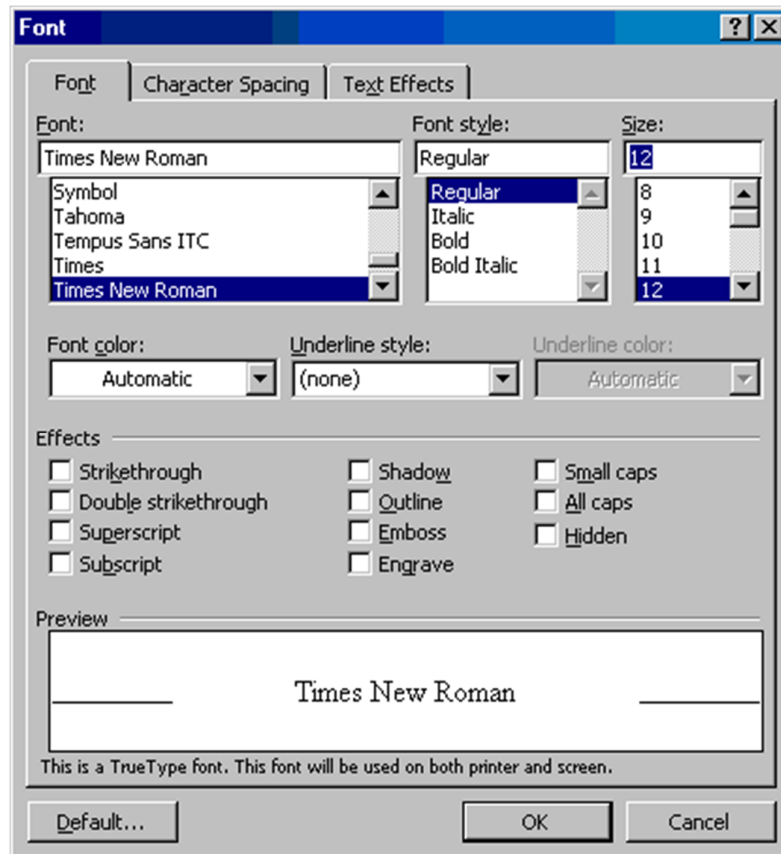 Font
? X
Font Character Spacing Text Effects
Font: Font style: Size:
Times New Roman Regular 12
Symbol Regular 8
Tahoma Italic 9
Tempus Sans ITC Bold 10
Times Bold Italic 11
Times New Roman 12
Font color: Underline style: Underline color:
Automatic (none) Automatic
Effects
Strikethrough Shadow Small caps
Double strikethrough Outline All caps
Superscript Emboss Hidden
Subscript Engrave
Preview
Times New Roman
This is a TrueType font. This font will be used on both printer and screen.
Default... OK Cancel